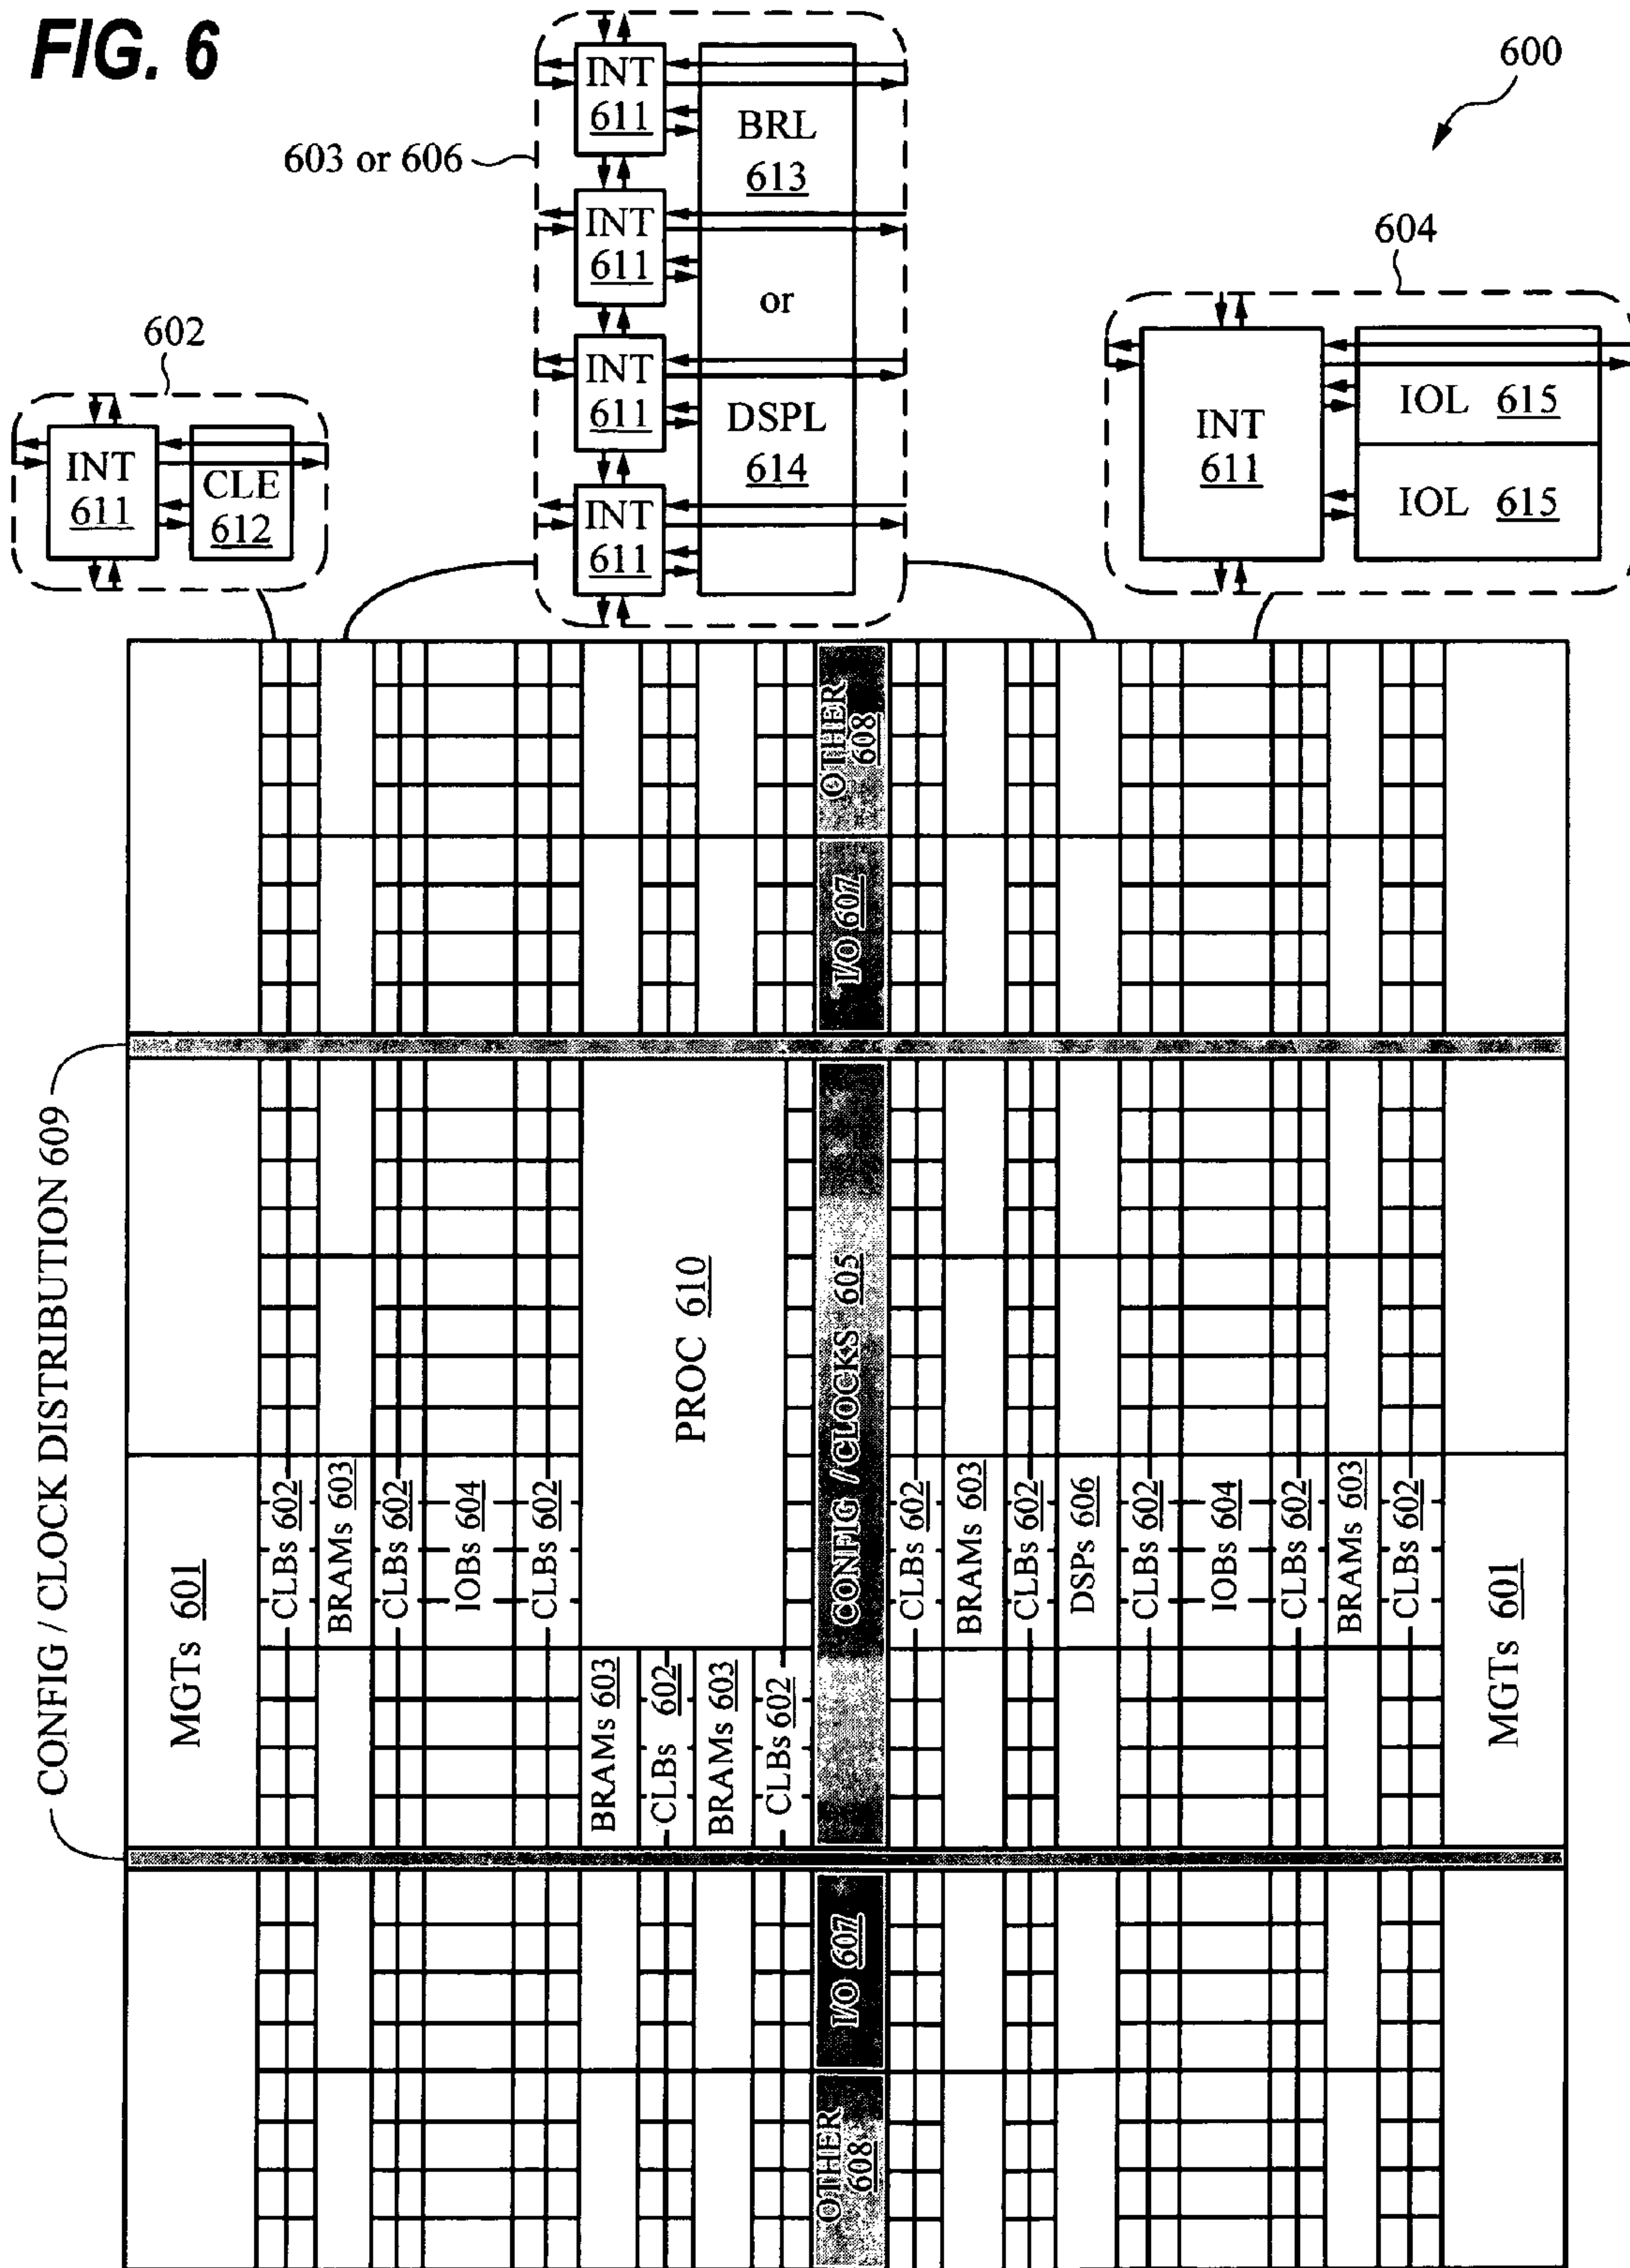 FIG. 6
600
603 or 606
INT
611
BRL
613
INT
611
or
INT
611
DSPL
614
INT
611
602
INT
611
CLE
612
604
INT
611
IOL 615
IOL 615
OTHER
608
I/O 607
CONFIG / CLOCK DISTRIBUTION 609
PROC 610
CONFIG / CLOCKS 605
MGTs 601
CLBs 602
BRAMs 603
CLBs 602
IOBs 604
CLBs 602
BRAMs 603
CLBs 602
BRAMs 603
CLBs 602
CLBs 602
BRAMs 603
CLBs 602
DSPs 606
CLBs 602
IOBs 604
CLBs 602
BRAMs 603
CLBs 602
MGTs 601
I/O 607
OTHER
608